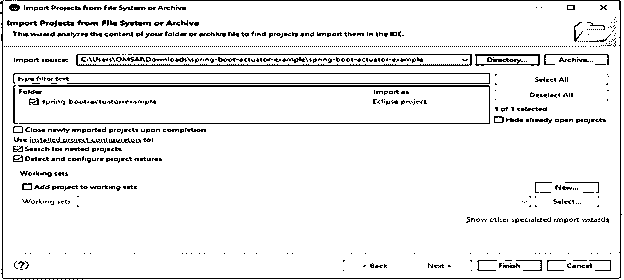 Import Projects from File System or Archive
Import Projects from File System or Archive
This wizard analyzes the content of your folder or archive file to find projects and import them in the IDE.
Import source: C:\Users\OMSAI\Downloads\spring-boot-actuator-example\spring-boot-actuator-example Directory... Archive...
type filter text Select All
Folder Import as Deselect All
spring-boot-actuator-example Eclipse project
1 of 1 selected
Hide already open projects
Close newly imported projects upon completion
Use installed project configurators to:
Search for nested projects
Detect and configure project natures
Working sets
Add project to working sets New...
Working sets: Select...
Show other specialized import wizards
? < Back Next > Finish Cancel